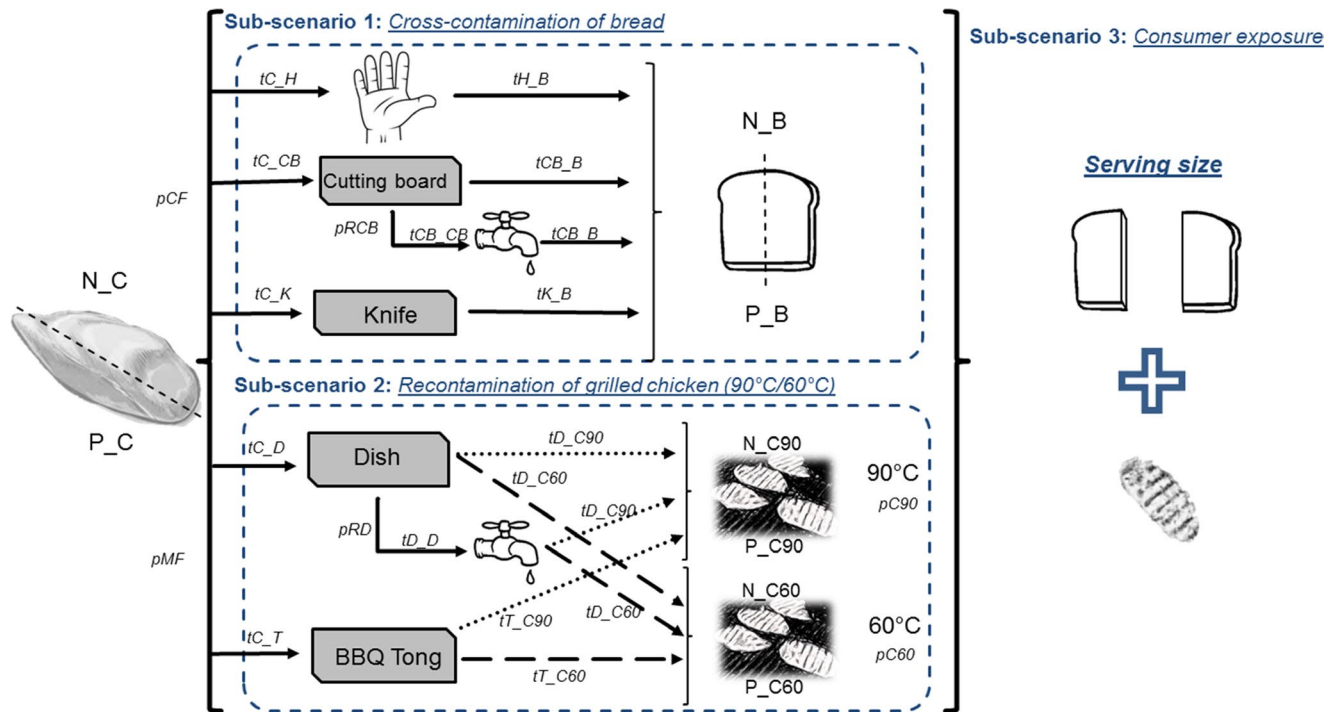 Sub-scenario 1: Cross-contamination of bread
tC_H
tH_B
tC_CB
Cutting board
tCB_B
pCF
pRCB
tCB_CB
tCB_B
tC_K
Knife
tK_B
N_B
P_B
N_C
P_C
Sub-scenario 2: Recontamination of grilled chicken (90°C/60°C)
tC_D
Dish
tD_C90
tD_C60
pRD
tD_D
tD_C90
tD_C60
pMF
tC_T
BBQ Tong
tT_C90
tT_C60
N_C90
90°C
pC90
P_C90
N_C60
60°C
pC60
P_C60
Sub-scenario 3: Consumer exposure
Serving size